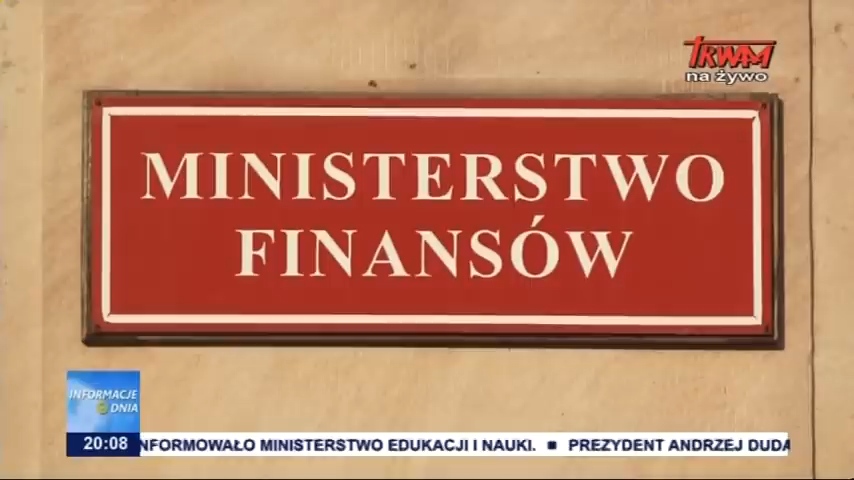 TRWAM
na żywo
MINISTERSTWO
FINANSÓW
INFORMACJE
DNIA
20:08
NFORMOWAŁO MINISTERSTWO EDUKACJI I NAUKI. ■ PREZYDENT ANDRZEJ DUDA